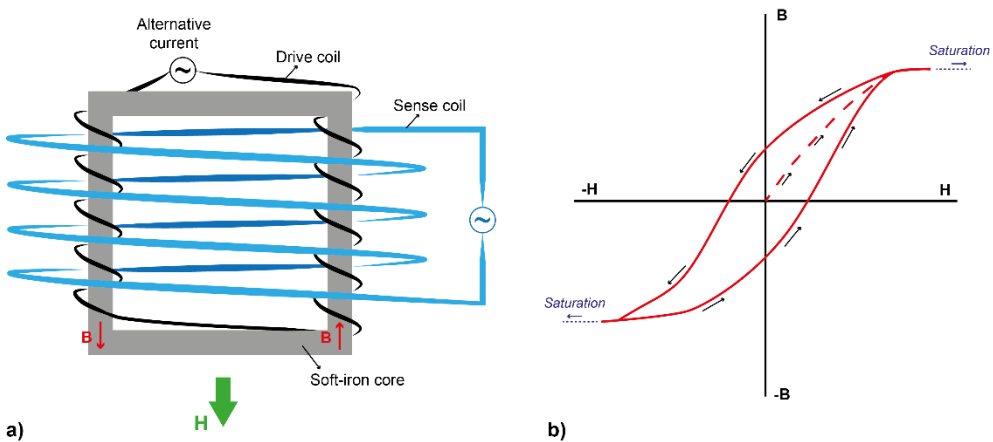 Alternative
current
Drive coil
Sense coil
~
~
B
B
Soft-iron core
H
a)
B
Saturation
-H
H
Saturation
-B
b)